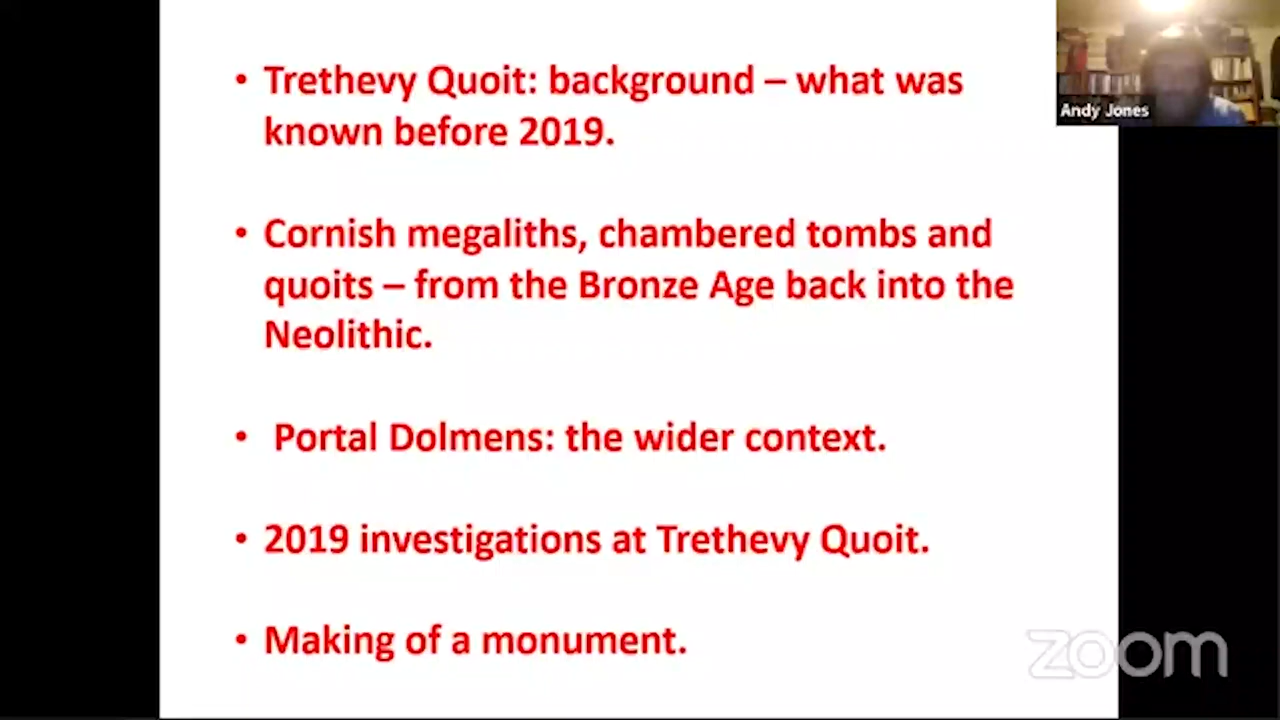 • Trethevy Quoit: background – what was
known before 2019.
• Cornish megaliths, chambered tombs and
quoits – from the Bronze Age back into the
Neolithic.
• Portal Dolmens: the wider context.
• 2019 investigations at Trethevy Quoit.
• Making of a monument.
Andy Jones
zoom